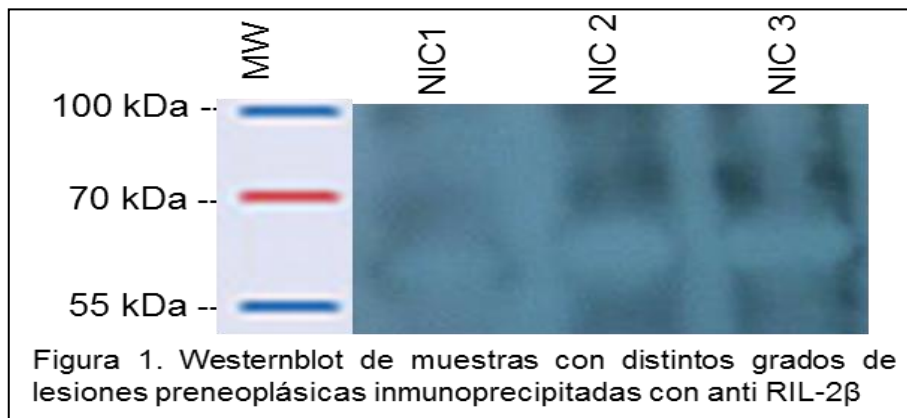 MW
NIC1
NIC 2
NIC 3
100 kDa --
70 kDa --
55 kDa --
Figura 1. Westernblot de muestras con distintos grados de
lesiones preneoplásicas inmunoprecipitadas con anti RIL-2β